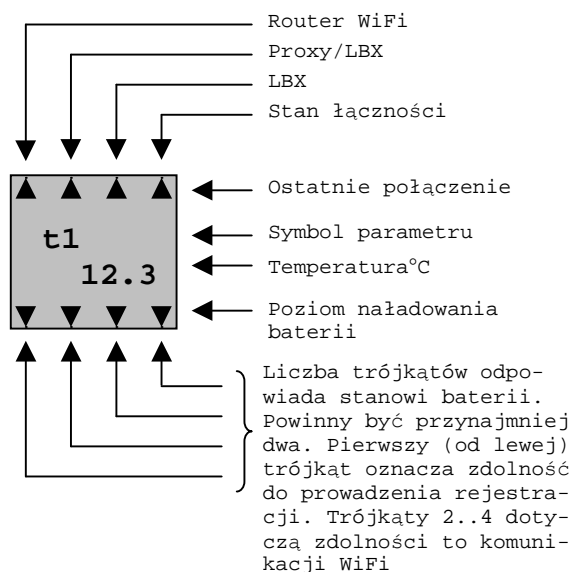 Router WiFi
Proxy/LBX
LBX
Stan łączności
Ostatnie połączenie
t1
Symbol parametru
12.3
Temperatura°C
Poziom naładowania
baterii
Liczba trójkątów odpo-
wiada stanowi baterii.
Powinny być przynajmniej
dwa. Pierwszy (od lewej)
trójkąt oznacza zdolność
do prowadzenia rejestra-
cji. Trójkąty 2..4 doty-
czą zdolności to komuni-
kacji WiFi